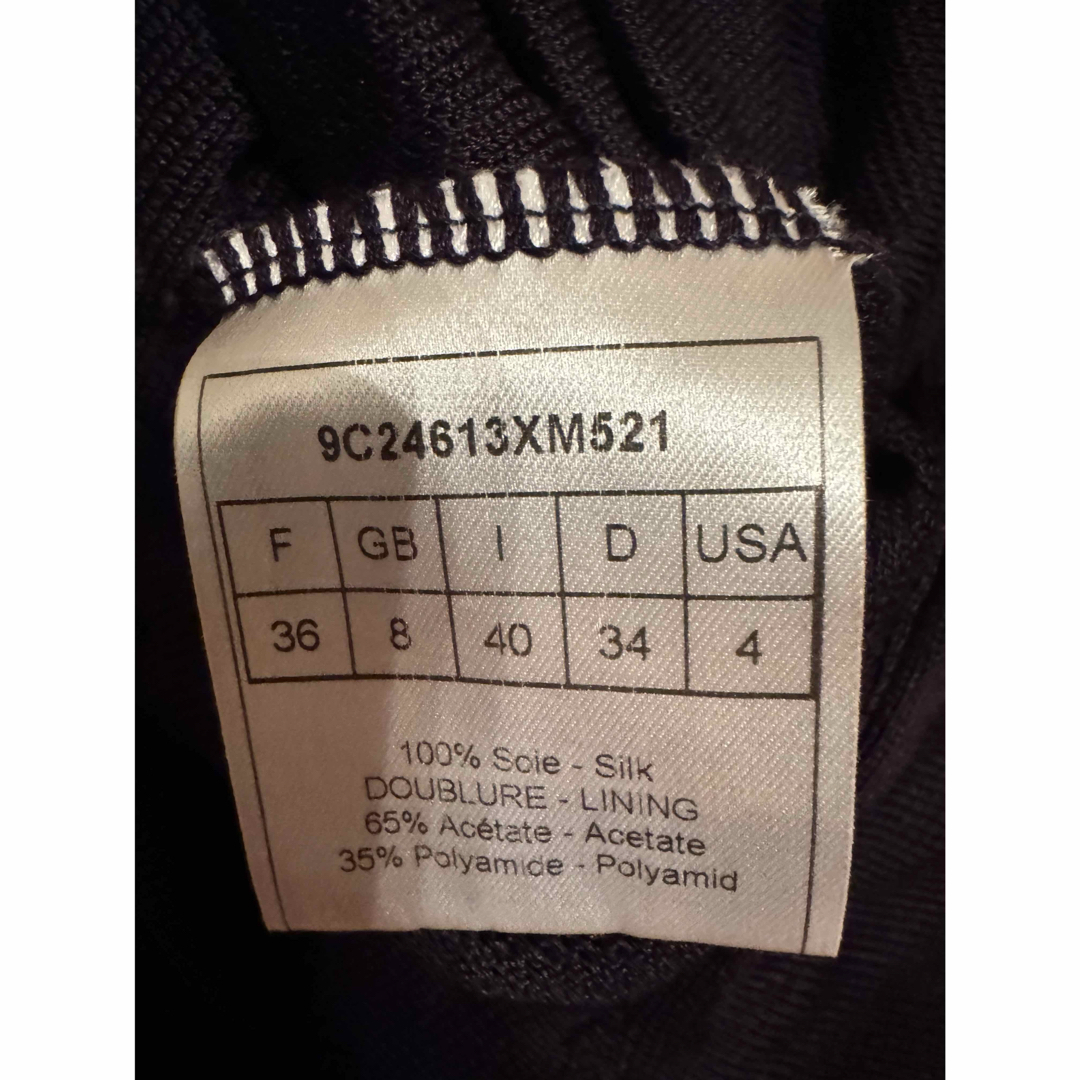 9C24613XM521
F GB I D USA
36 8 40 34 4
100% Soie - Silk
DOUBLURE - LINING
65% Acétate - Acetate
35% Polyamide - Polyamid